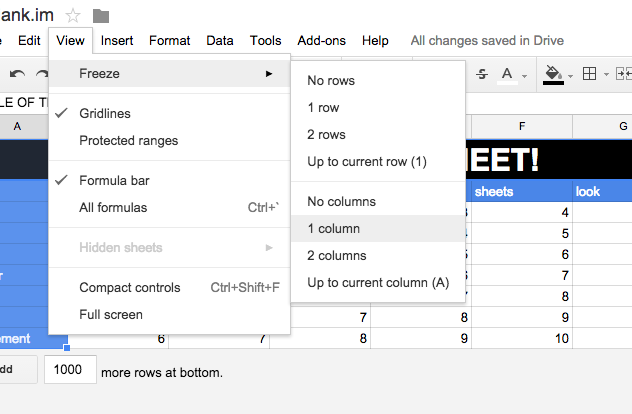 ank.im
Edit View Insert Format Data Tools Add-ons Help All changes saved in Drive
Freeze
Gridlines
Protected ranges
Formula bar
All formulas Ctrl+`
Hidden sheets
Compact controls Ctrl+Shift+F
Full screen
No rows
1 row
2 rows
Up to current row (1)
No columns
1 column
2 columns
Up to current column (A)
S A
LE OF T
A F G
EET!
sheets look
4
5
6
r 7
8
7 8 9
ment 6 7 8 9 10
dd 1000 more rows at bottom.